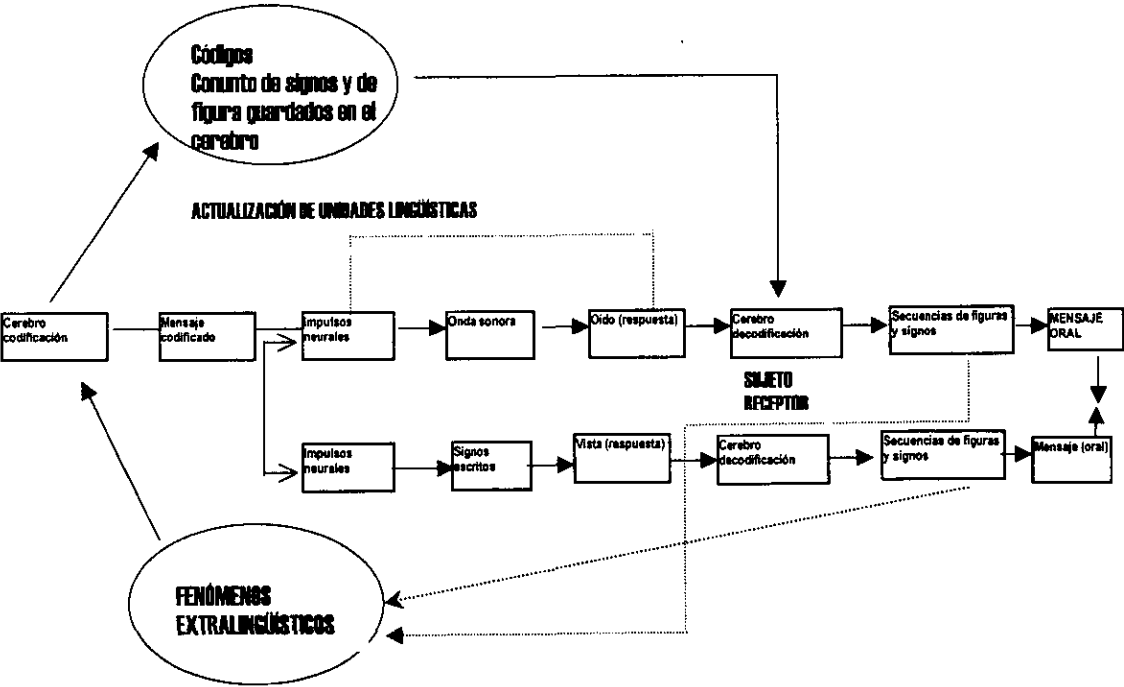 Códigos
Conunto de signos y de
figura guardados en el
cerebro
ACTUALIZACIÓN DE UNIDADES LINGÜÍSTICAS
Cerebro
codificación
Mensaje
codificado
Impulsos
neurales
Onda sonora
Oido (respuesta)
Cerebro
decodificación
Secuencias de figuras
y signos
MENSAJE
ORAL
SUJETO
RECEPTOR
Impulsos
neurales
Signos
escritos
Vista (respuesta)
Cerebro
decodificación
Secuencias de figuras
y signos
Mensaje (oral)
FENÓMENOS
EXTRALINGÜÍSTICOS